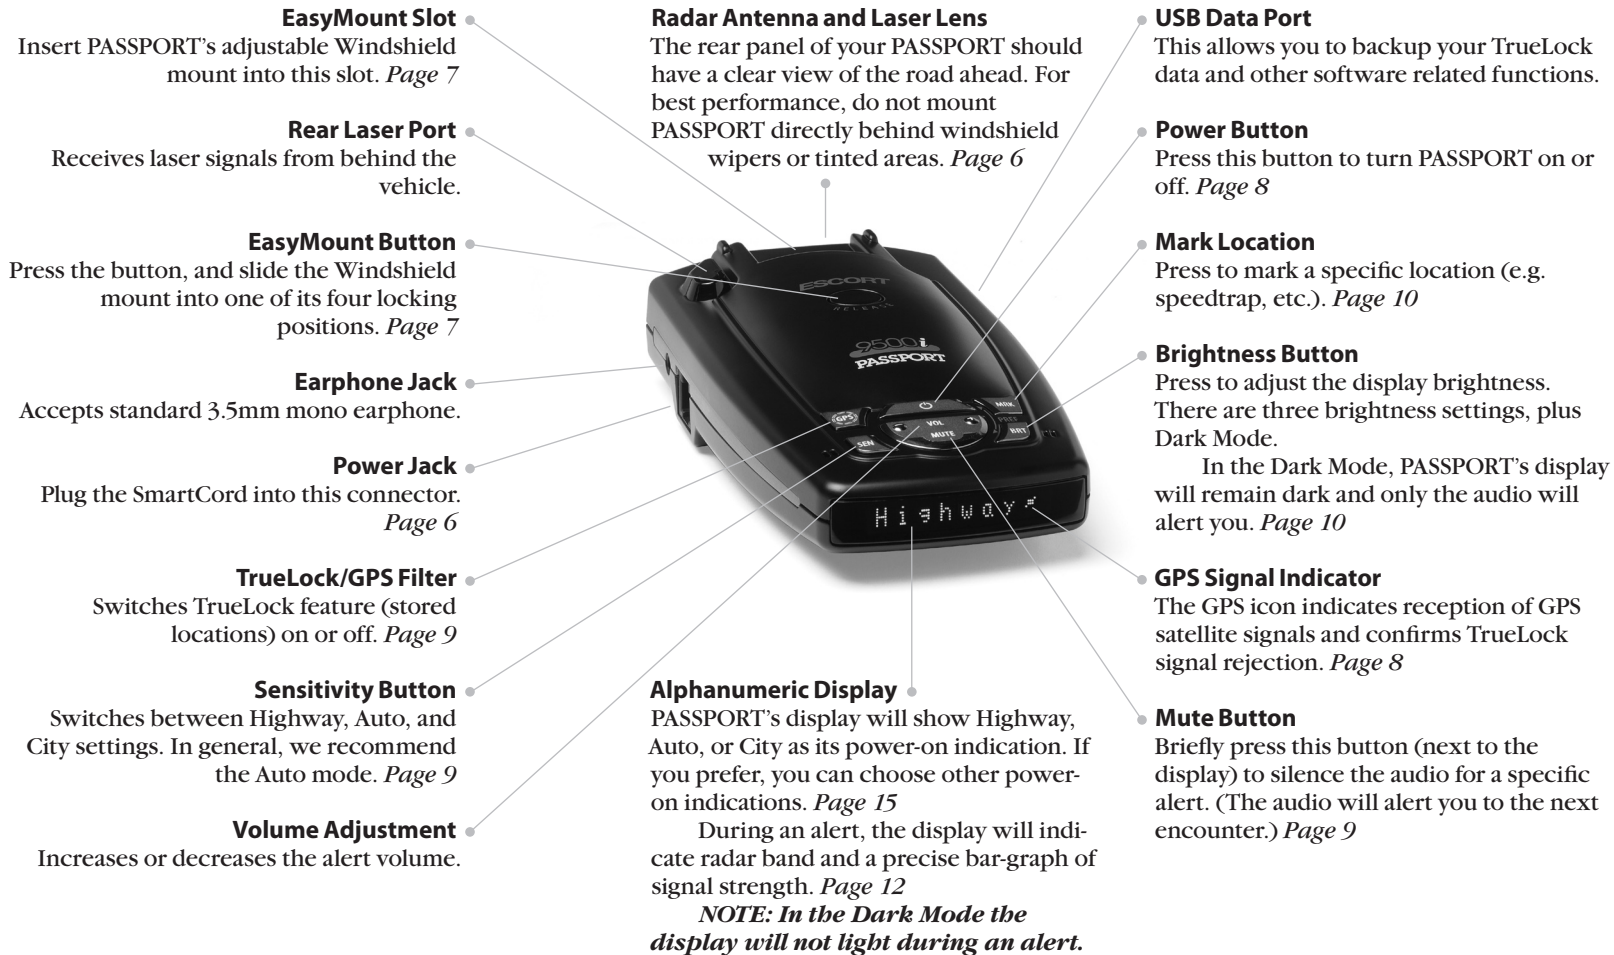 EasyMount Slot
Insert PASSPORT's adjustable Windshield
mount into this slot. Page 7
Rear Laser Port
Receives laser signals from behind the
vehicle.
EasyMount Button
Press the button, and slide the Windshield
mount into one of its four locking
positions. Page 7
Earphone Jack
Accepts standard 3.5mm mono earphone.
Power Jack
Plug the SmartCord into this connector.
Page 6
TrueLock/GPS Filter
Switches TrueLock feature (stored
locations) on or off. Page 9
Sensitivity Button
Switches between Highway, Auto, and
City settings. In general, we recommend
the Auto mode. Page 9
Volume Adjustment
Increases or decreases the alert volume.
Radar Antenna and Laser Lens
The rear panel of your PASSPORT should
have a clear view of the road ahead. For
best performance, do not mount
PASSPORT directly behind windshield
wipers or tinted areas. Page 6
ESCORT
RELEASE
9500i
PASSPORT
GPS
MRK
VOL
PREF
SEN
MUTE
BRT
Highway
Alphanumeric Display
PASSPORT's display will show Highway,
Auto, or City as its power-on indication. If
you prefer, you can choose other power-
on indications. Page 15
During an alert, the display will indi-
cate radar band and a precise bar-graph of
signal strength. Page 12
NOTE: In the Dark Mode the
display will not light during an alert.
USB Data Port
This allows you to backup your TrueLock
data and other software related functions.
Power Button
Press this button to turn PASSPORT on or
off. Page 8
Mark Location
Press to mark a specific location (e.g.
speedtrap, etc.). Page 10
Brightness Button
Press to adjust the display brightness.
There are three brightness settings, plus
Dark Mode.
In the Dark Mode, PASSPORT's display
will remain dark and only the audio will
alert you. Page 10
GPS Signal Indicator
The GPS icon indicates reception of GPS
satellite signals and confirms TrueLock
signal rejection. Page 8
Mute Button
Briefly press this button (next to the
display) to silence the audio for a specific
alert. (The audio will alert you to the next
encounter.) Page 9